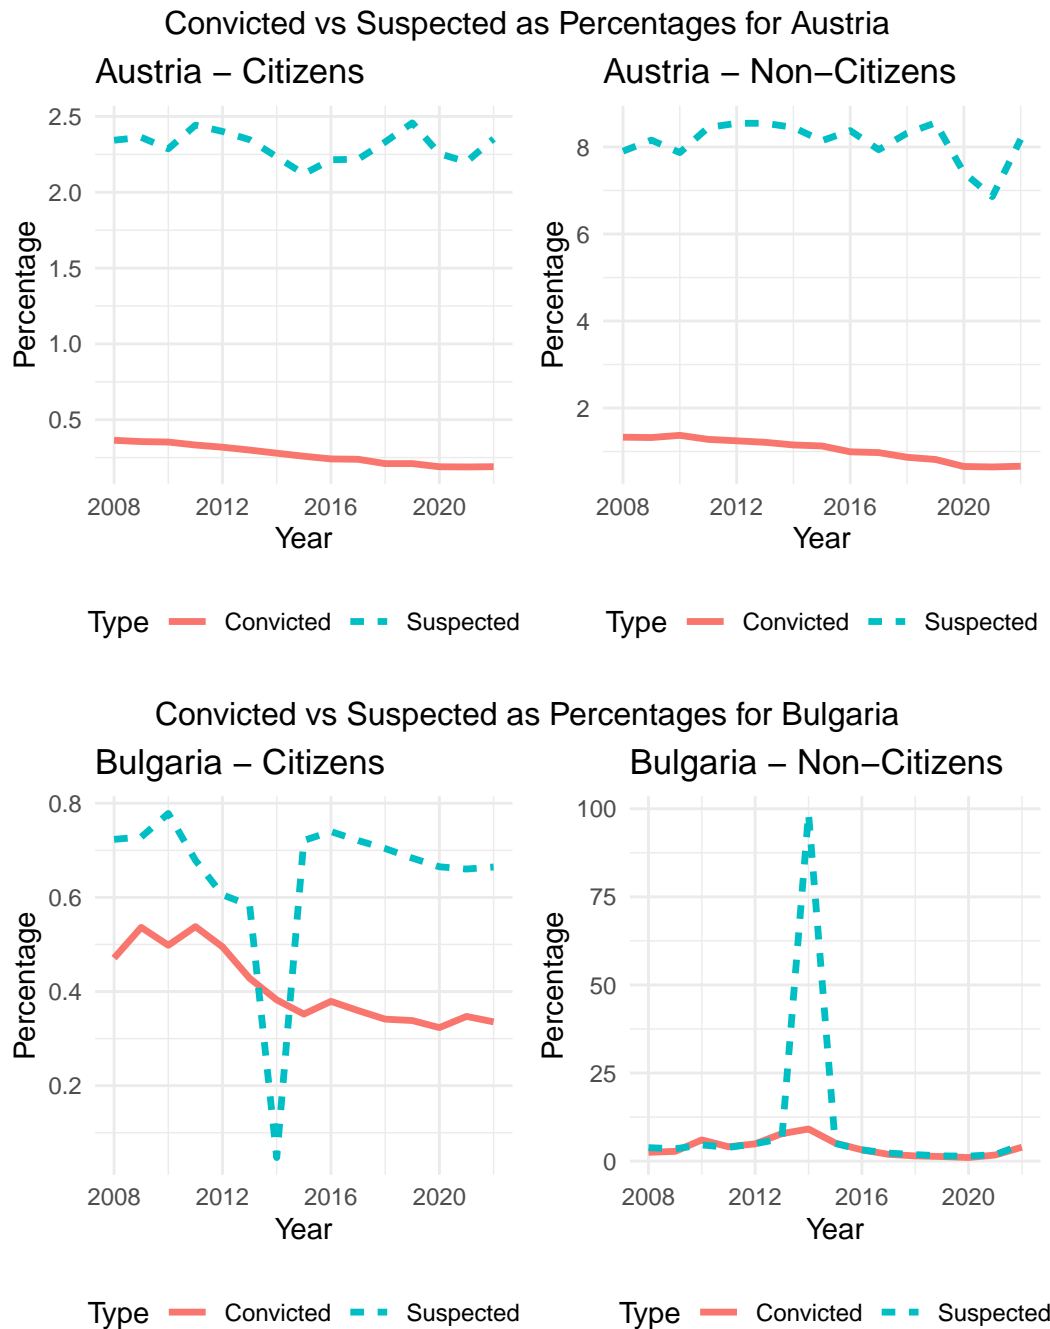 Convicted vs Suspected as Percentages for Austria
Austria − Citizens
Percentage
2.5
2.0
1.5
1.0
0.5
2008 2012 2016 2020
Year
Type Convicted Suspected
Austria − Non−Citizens
Percentage
8
6
4
2
2008 2012 2016 2020
Year
Type Convicted Suspected
Convicted vs Suspected as Percentages for Bulgaria
Bulgaria − Citizens
Percentage
0.8
0.6
0.4
0.2
2008 2012 2016 2020
Year
Type Convicted Suspected
Bulgaria − Non−Citizens
Percentage
100
75
50
25
0
2008 2012 2016 2020
Year
Type Convicted Suspected